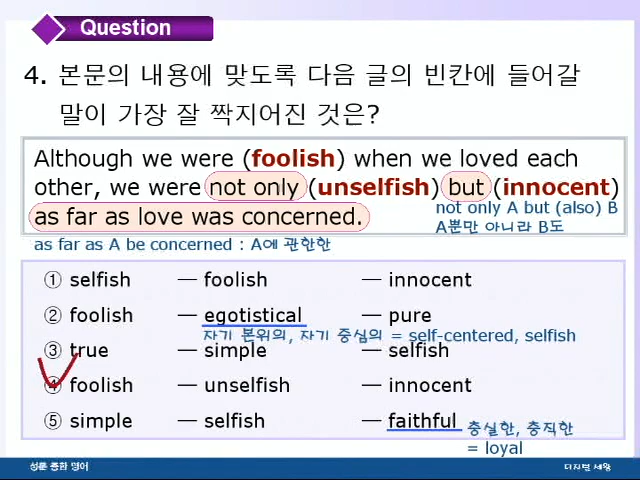 Question
4. 본문의 내용에 맞도록 다음 글의 빈칸에 들어갈
말이 가장 잘 짝지어진 것은?
Although we were (foolish) when we loved each
other, we were not only (unselfish) but (innocent)
as far as love was concerned.
not only A but (also) B
A뿐만 아니라 B도
as far as A be concerned : A에 관한한
① selfish — foolish — innocent
② foolish — egotistical — pure
자기 본위의, 자기 중심의 = self-centered, selfish
③ true — simple — selfish
④ foolish — unselfish — innocent
⑤ simple — selfish — faithful
충실한, 충직한
= loyal
성문 종합 영어
디지털 세왕